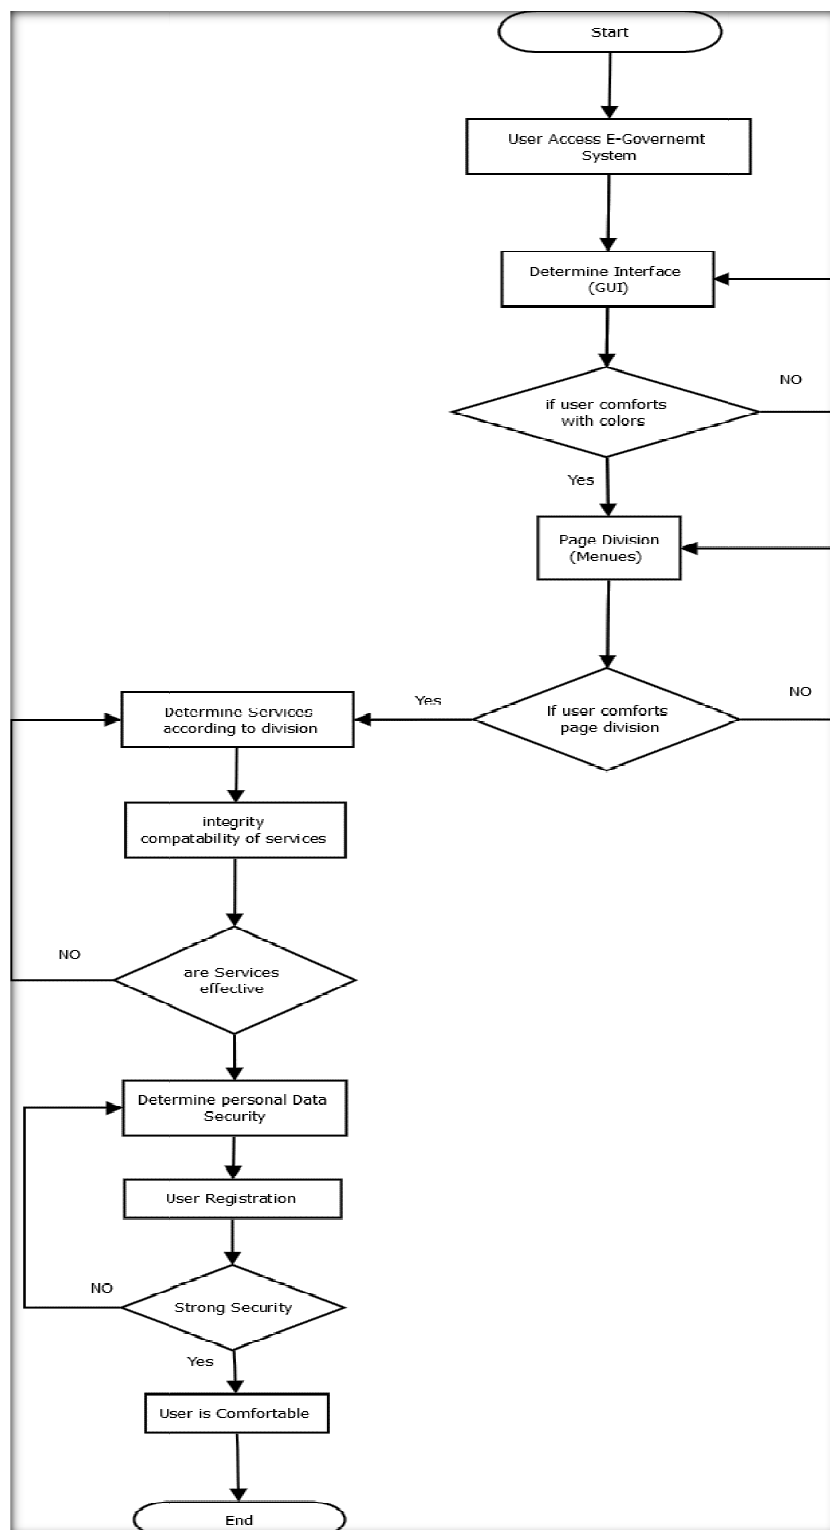 Start
User Access E-Governemt
System
Determine Interface
(GUI)
NO
if user comforts
with colors
Yes
Page Division
(Menues)
NO
If user comforts
page division
Yes
Determine Services
according to division
integrity
compatability of services
NO
are Services
effective
Determine personal Data
Security
User Registration
NO
Strong Security
Yes
User is Comfortable
End